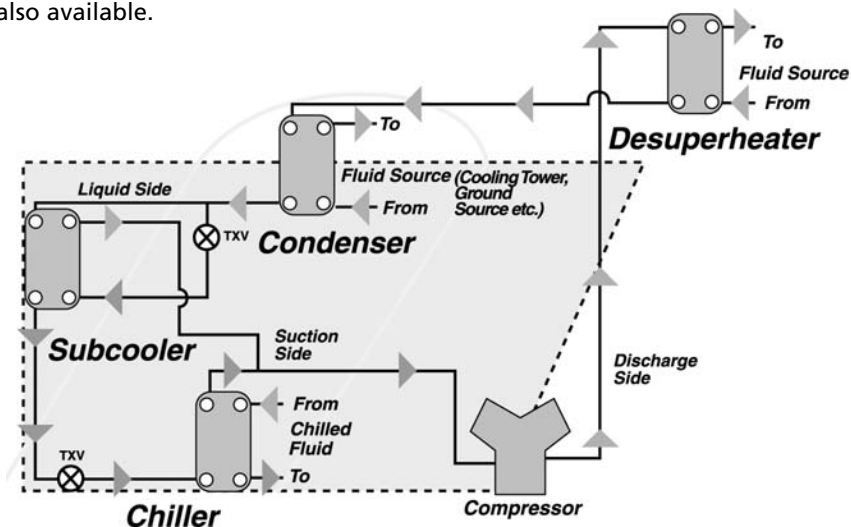 also available.
To
Fluid Source
From
Desuperheater
To
Fluid Source (Cooling Tower,
Ground
Source etc.)
From
Condenser
Liquid Side
TXV
Subcooler
Suction
Side
Discharge
Side
From
Chilled
Fluid
To
TXV
Chiller
Compressor